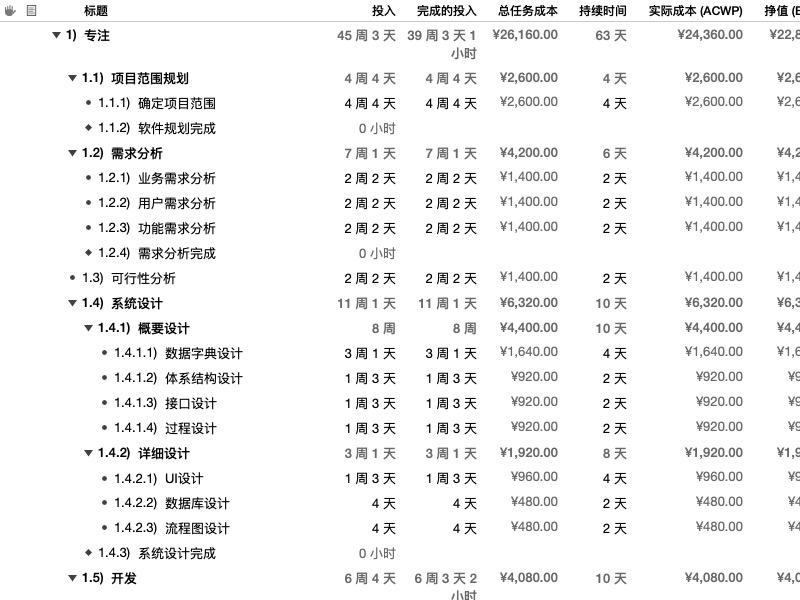 标题 投入 完成的投入 总任务成本 持续时间 实际成本 (ACWP) 挣值 (
1) 专注 45 周 3 天 39 周 3 天 1 小时 ¥26,160.00 63 天 ¥24,360.00 ¥22,8
1.1) 项目范围规划 4 周 4 天 4 周 4 天 ¥2,600.00 4 天 ¥2,600.00 ¥2,6
1.1.1) 确定项目范围 4 周 4 天 4 周 4 天 ¥2,600.00 4 天 ¥2,600.00 ¥2,6
1.1.2) 软件规划完成 0 小时
1.2) 需求分析 7 周 1 天 7 周 1 天 ¥4,200.00 6 天 ¥4,200.00 ¥4,2
1.2.1) 业务需求分析 2 周 2 天 2 周 2 天 ¥1,400.00 2 天 ¥1,400.00 ¥1,4
1.2.2) 用户需求分析 2 周 2 天 2 周 2 天 ¥1,400.00 2 天 ¥1,400.00 ¥1,4
1.2.3) 功能需求分析 2 周 2 天 2 周 2 天 ¥1,400.00 2 天 ¥1,400.00 ¥1,4
1.2.4) 需求分析完成 0 小时
1.3) 可行性分析 2 周 2 天 2 周 2 天 ¥1,400.00 2 天 ¥1,400.00 ¥1,4
1.4) 系统设计 11 周 1 天 11 周 1 天 ¥6,320.00 10 天 ¥6,320.00 ¥6,3
1.4.1) 概要设计 8 周 8 周 ¥4,400.00 10 天 ¥4,400.00 ¥4,4
1.4.1.1) 数据字典设计 3 周 1 天 3 周 1 天 ¥1,640.00 4 天 ¥1,640.00 ¥1,6
1.4.1.2) 体系结构设计 1 周 3 天 1 周 3 天 ¥920.00 2 天 ¥920.00 ¥9
1.4.1.3) 接口设计 1 周 3 天 1 周 3 天 ¥920.00 2 天 ¥920.00 ¥9
1.4.1.4) 过程设计 1 周 3 天 1 周 3 天 ¥920.00 2 天 ¥920.00 ¥9
1.4.2) 详细设计 3 周 1 天 3 周 1 天 ¥1,920.00 8 天 ¥1,920.00 ¥1,9
1.4.2.1) UI设计 1 周 3 天 1 周 3 天 ¥960.00 4 天 ¥960.00 ¥9
1.4.2.2) 数据库设计 4 天 4 天 ¥480.00 2 天 ¥480.00 ¥4
1.4.2.3) 流程图设计 4 天 4 天 ¥480.00 2 天 ¥480.00 ¥4
1.4.3) 系统设计完成 0 小时
1.5) 开发 6 周 4 天 6 周 3 天 2 小时 ¥4,080.00 10 天 ¥4,080.00 ¥4,0